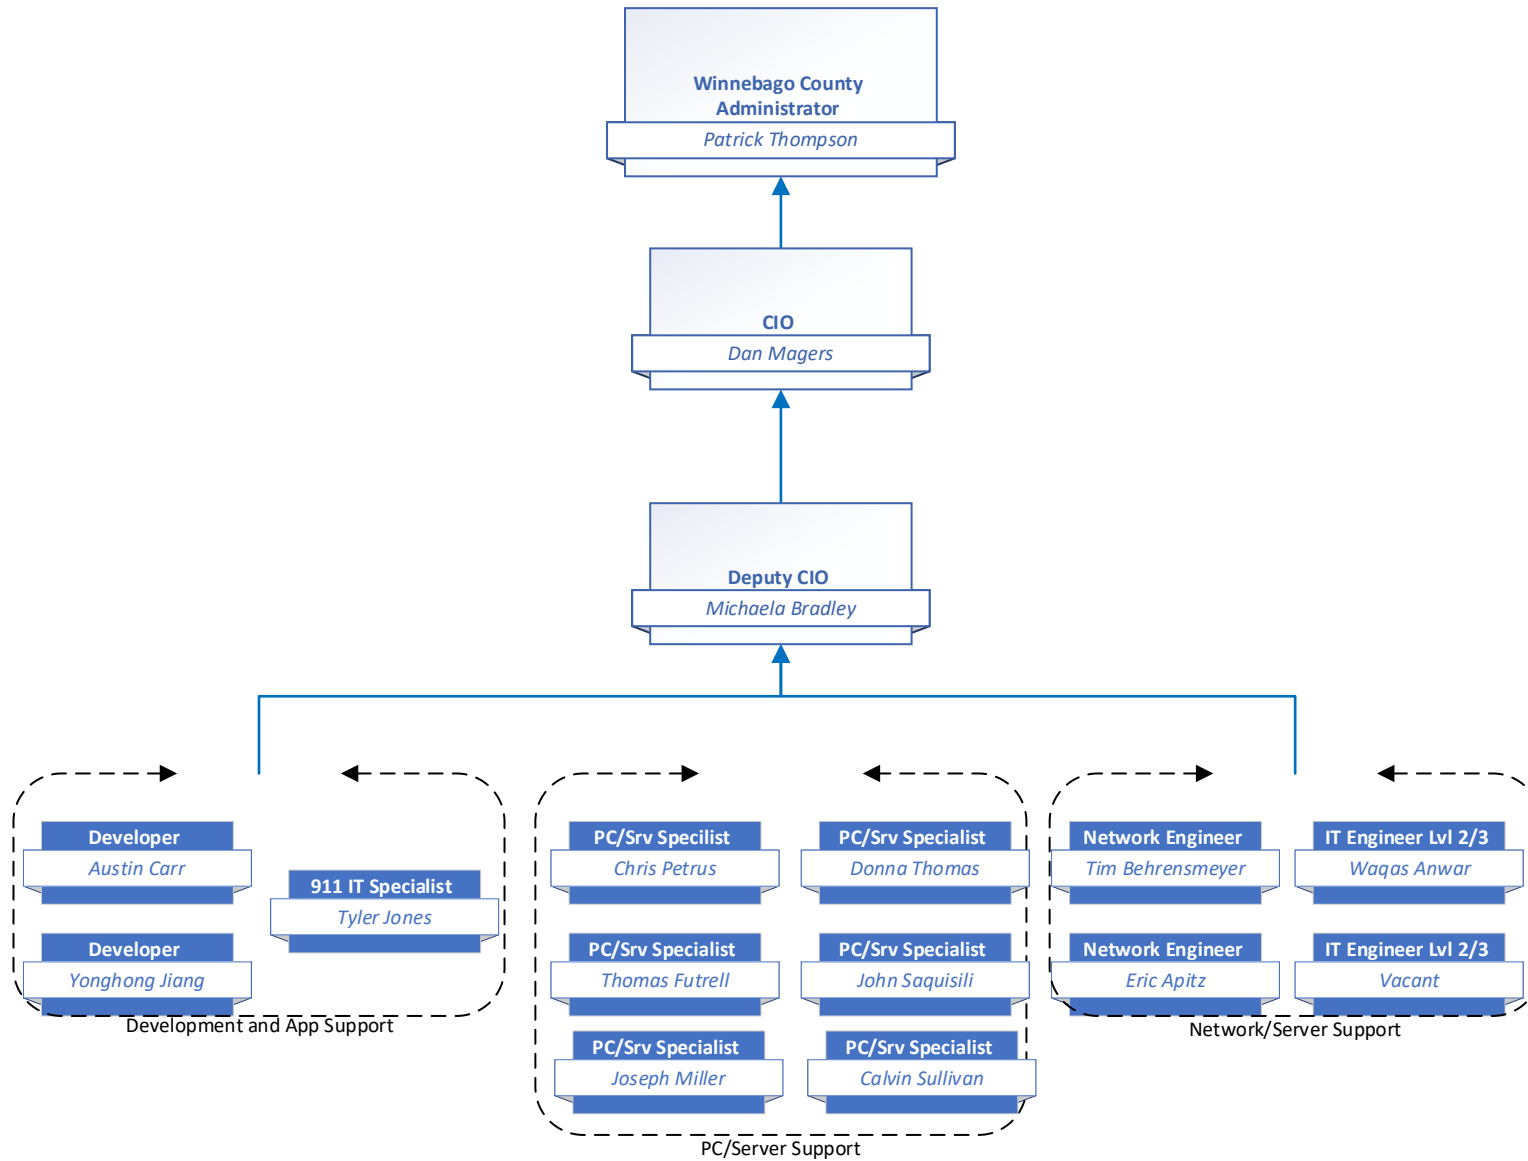 Winnebago County
Administrator
Patrick Thompson
CIO
Dan Magers
Deputy CIO
Michaela Bradley
Developer
Austin Carr
911 IT Specialist
Tyler Jones
Developer
Yonghong Jiang
Development and App Support
PC/Srv Specilist
Chris Petrus
PC/Srv Specialist
Donna Thomas
PC/Srv Specialist
Thomas Futrell
PC/Srv Specialist
John Saquisili
PC/Srv Specialist
Joseph Miller
PC/Srv Specialist
Calvin Sullivan
PC/Server Support
Network Engineer
Tim Behrensmeyer
IT Engineer Lvl 2/3
Waqas Anwar
Network Engineer
Eric Apitz
IT Engineer Lvl 2/3
Vacant
Network/Server Support